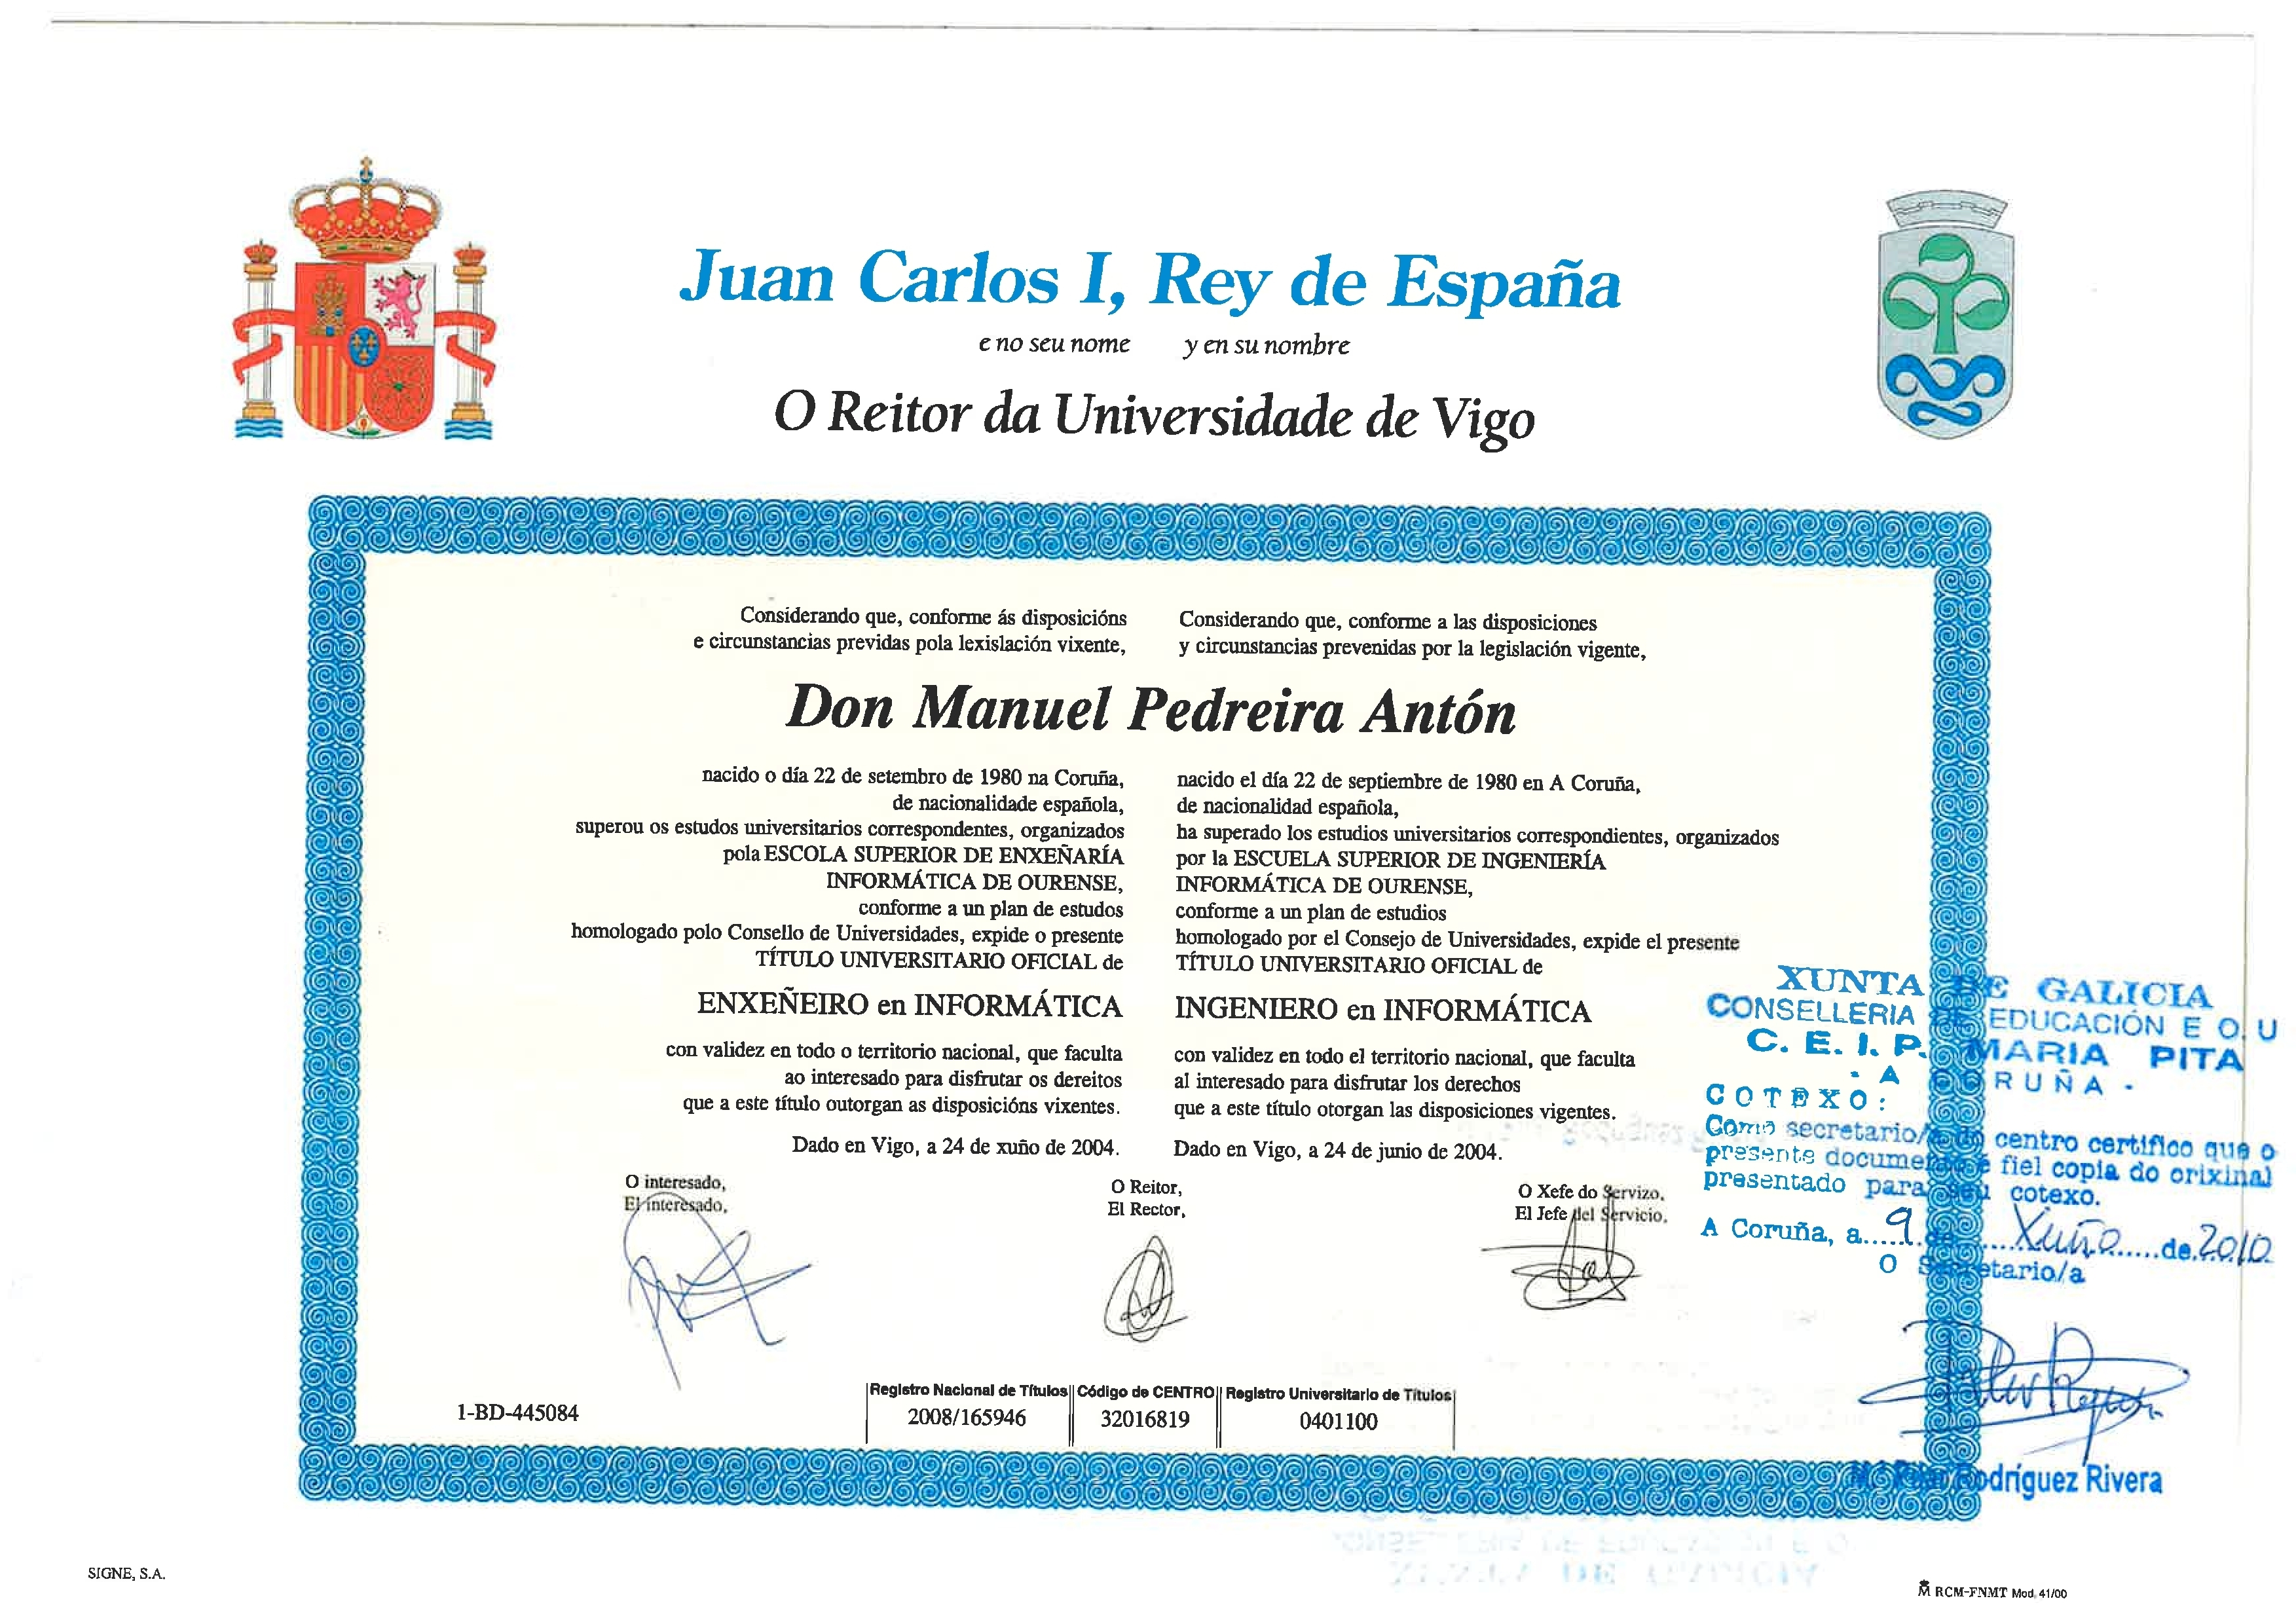 Juan Carlos I, Rey de España
e no seu nome y en su nombre
O Reitor da Universidade de Vigo
Considerando que, conforme ás disposicións
e circunstancias previdas pola lexislación vixente,
Considerando que, conforme a las disposiciones
y circunstancias prevenidas por la legislación vigente,
Don Manuel Pedreira Antón
nacido o día 22 de setembro de 1980 na Coruña,
de nacionalidade española,
superou os estudos universitarios correspondentes, organizados
pola ESCOLA SUPERIOR DE ENXEÑARÍA
INFORMÁTICA DE OURENSE,
conforme a un plan de estudos
homologado polo Consello de Universidades, expide o presente
TÍTULO UNIVERSITARIO OFICIAL de
ENXEÑEIRO en INFORMÁTICA
con validez en todo o territorio nacional, que faculta
ao interesado para disfrutar os dereitos
que a este título outorgan as disposicións vixentes.
Dado en Vigo, a 24 de xuño de 2004.
nacido el día 22 de septiembre de 1980 en A Coruña,
de nacionalidad española,
ha superado los estudios universitarios correspondientes, organizados
por la ESCUELA SUPERIOR DE INGENIERÍA
INFORMÁTICA DE OURENSE,
conforme a un plan de estudios
homologado por el Consejo de Universidades, expide el presente
TÍTULO UNIVERSITARIO OFICIAL de
INGENIERO en INFORMÁTICA
con validez en todo el territorio nacional, que faculta
al interesado para disfrutar los derechos
que a este título otorgan las disposiciones vigentes.
Dado en Vigo, a 24 de junio de 2004.
O interesado,
El interesado,
O Reitor,
El Rector,
O Xefe do Servizo,
El Jefe del Servicio,
XUNTA DE GALICIA
CONSELLERIA DE EDUCACIÓN E O. U
C. E. I. P. MARIA PITA
- A CORUÑA -
COTEXO:
Como secretario/a do centro certifico que o
presente documento é fiel copia do orixinal
presentado para seu cotexo.
A Coruña, a.....9. de .....Xuño.....de.2010
O Secretario/a
Mª Pilar Rodríguez Rivera
1-BD-445084
Registro Nacional de Títulos Código de CENTRO Registro Universitario de Títulos
2008/165946 32016819 0401100
SIGNE, S.A.
RCM-FNMT Mod. 41/00